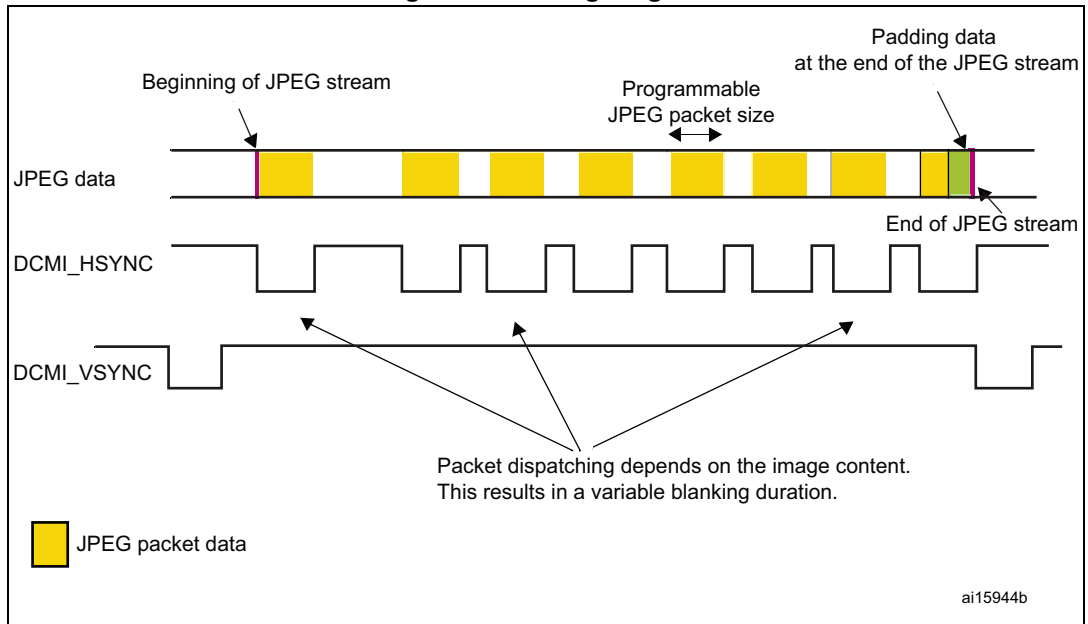 Padding data
at the end of the JPEG stream
Beginning of JPEG stream
Programmable
JPEG packet size
JPEG data
End of JPEG stream
DCMI_HSYNC
DCMI_VSYNC
Packet dispatching depends on the image content.
This results in a variable blanking duration.
JPEG packet data
ai15944b